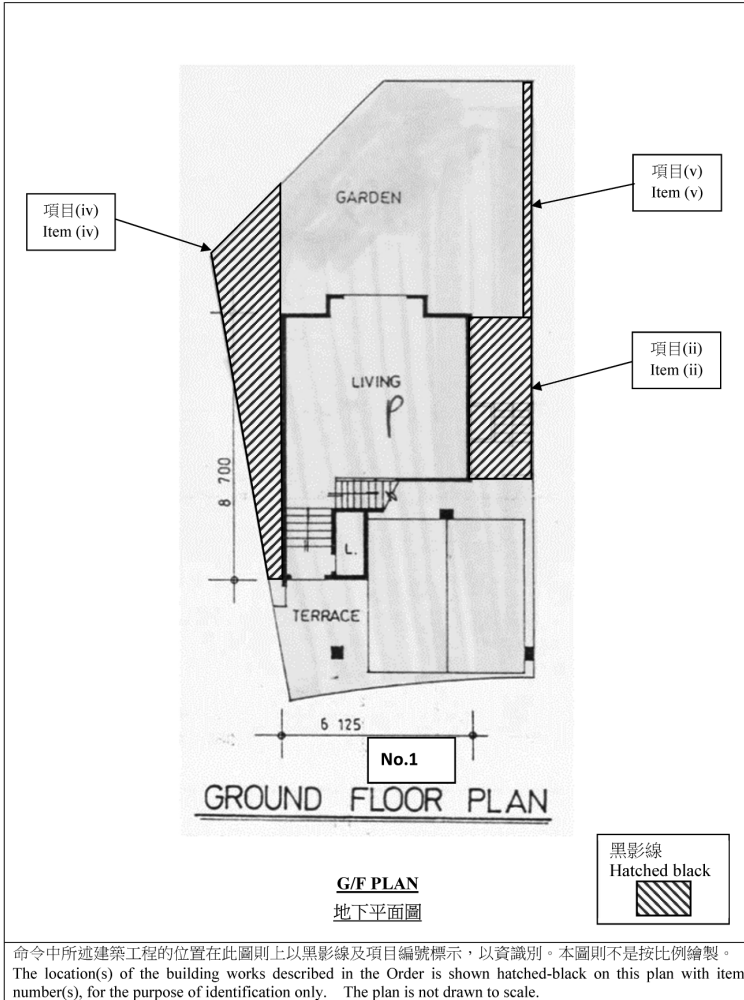 GARDEN
項目(v)
Item (v)
項目(iv)
Item (iv)
項目(ii)
Item (ii)
LIVING
P
8 700
L.
TERRACE
6 125
No.1
GROUND FLOOR PLAN
黑影線
Hatched black
G/F PLAN
地下平面圖
命令中所述建築工程的位置在此圖則上以黑影線及項目編號標示，以資識別。本圖則不是按比例繪製。
The location(s) of the building works described in the Order is shown hatched-black on this plan with item
number(s), for the purpose of identification only. The plan is not drawn to scale.